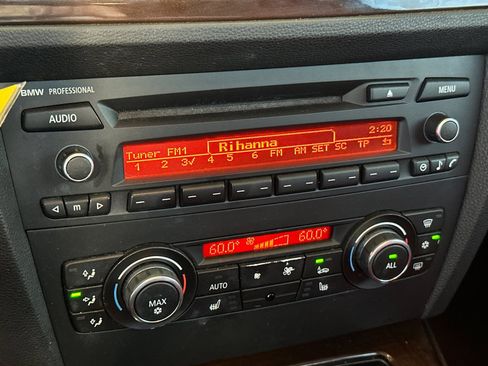 BMW PROFESSIONAL
AUDIO
MENU
Rihanna
2:20
Tuner FM1
1 2 3✓ 4 5 6 FM AM SET SC TP
m
60.0° 60.0°
AUTO
MAX
ALL